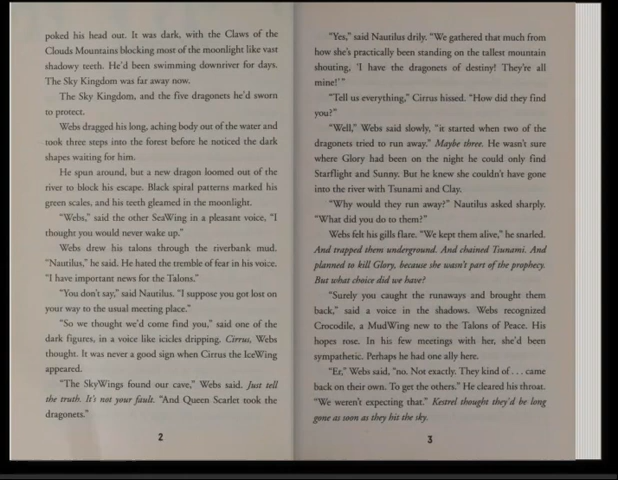 poked his head out. It was dark, with the Claws of the
Clouds Mountains blocking most of the moonlight like vast
shadowy teeth. He'd been swimming downriver for days.
The Sky Kingdom was far away now.
The Sky Kingdom, and the five dragonets he'd sworn
to protect.
Webs dragged his long, aching body out of the water and
took three steps into the forest before he noticed the dark
shapes waiting for him.
He spun around, but a new dragon loomed out of the
river to block his escape. Black spiral patterns marked his
green scales, and his teeth gleamed in the moonlight.
"Webs," said the other SeaWing in a pleasant voice, "I
thought you would never wake up."
Webs drew his talons through the riverbank mud.
"Nautilus," he said. He hated the tremble of fear in his voice.
"I have important news for the Talons."
"You don't say," said Nautilus. "I suppose you got lost on
your way to the usual meeting place."
"So we thought we'd come find you," said one of the
dark figures, in a voice like icicles dripping. Cirrus, Webs
thought. It was never a good sign when Cirrus the IceWing
appeared.
"The SkyWings found our cave," Webs said. Just tell
the truth. It's not your fault. "And Queen Scarlet took the
dragonets."
2
"Yes," said Nautilus drily. "We gathered that much from
how she's practically been standing on the tallest mountain
shouting, 'I have the dragonets of destiny! They're all
mine!'"
"Tell us everything," Cirrus hissed. "How did they find
you?"
"Well," Webs said slowly, "it started when two of the
dragonets tried to run away." Maybe three. He wasn't sure
where Glory had been on the night he could only find
Starflight and Sunny. But he knew she couldn't have gone
into the river with Tsunami and Clay.
"Why would they run away?" Nautilus asked sharply.
"What did you do to them?"
Webs felt his gills flare. "We kept them alive," he snarled.
And trapped them underground. And chained Tsunami. And
planned to kill Glory, because she wasn't part of the prophecy.
But what choice did we have?
"Surely you caught the runaways and brought them
back," said a voice in the shadows. Webs recognized
Crocodile, a MudWing new to the Talons of Peace. His
hopes rose. In his few meetings with her, she'd been
sympathetic. Perhaps he had one ally here.
"Er," Webs said, "no. Not exactly. They kind of . . . came
back on their own. To get the others." He cleared his throat.
"We weren't expecting that." Kestrel thought they'd be long
gone as soon as they hit the sky.
3